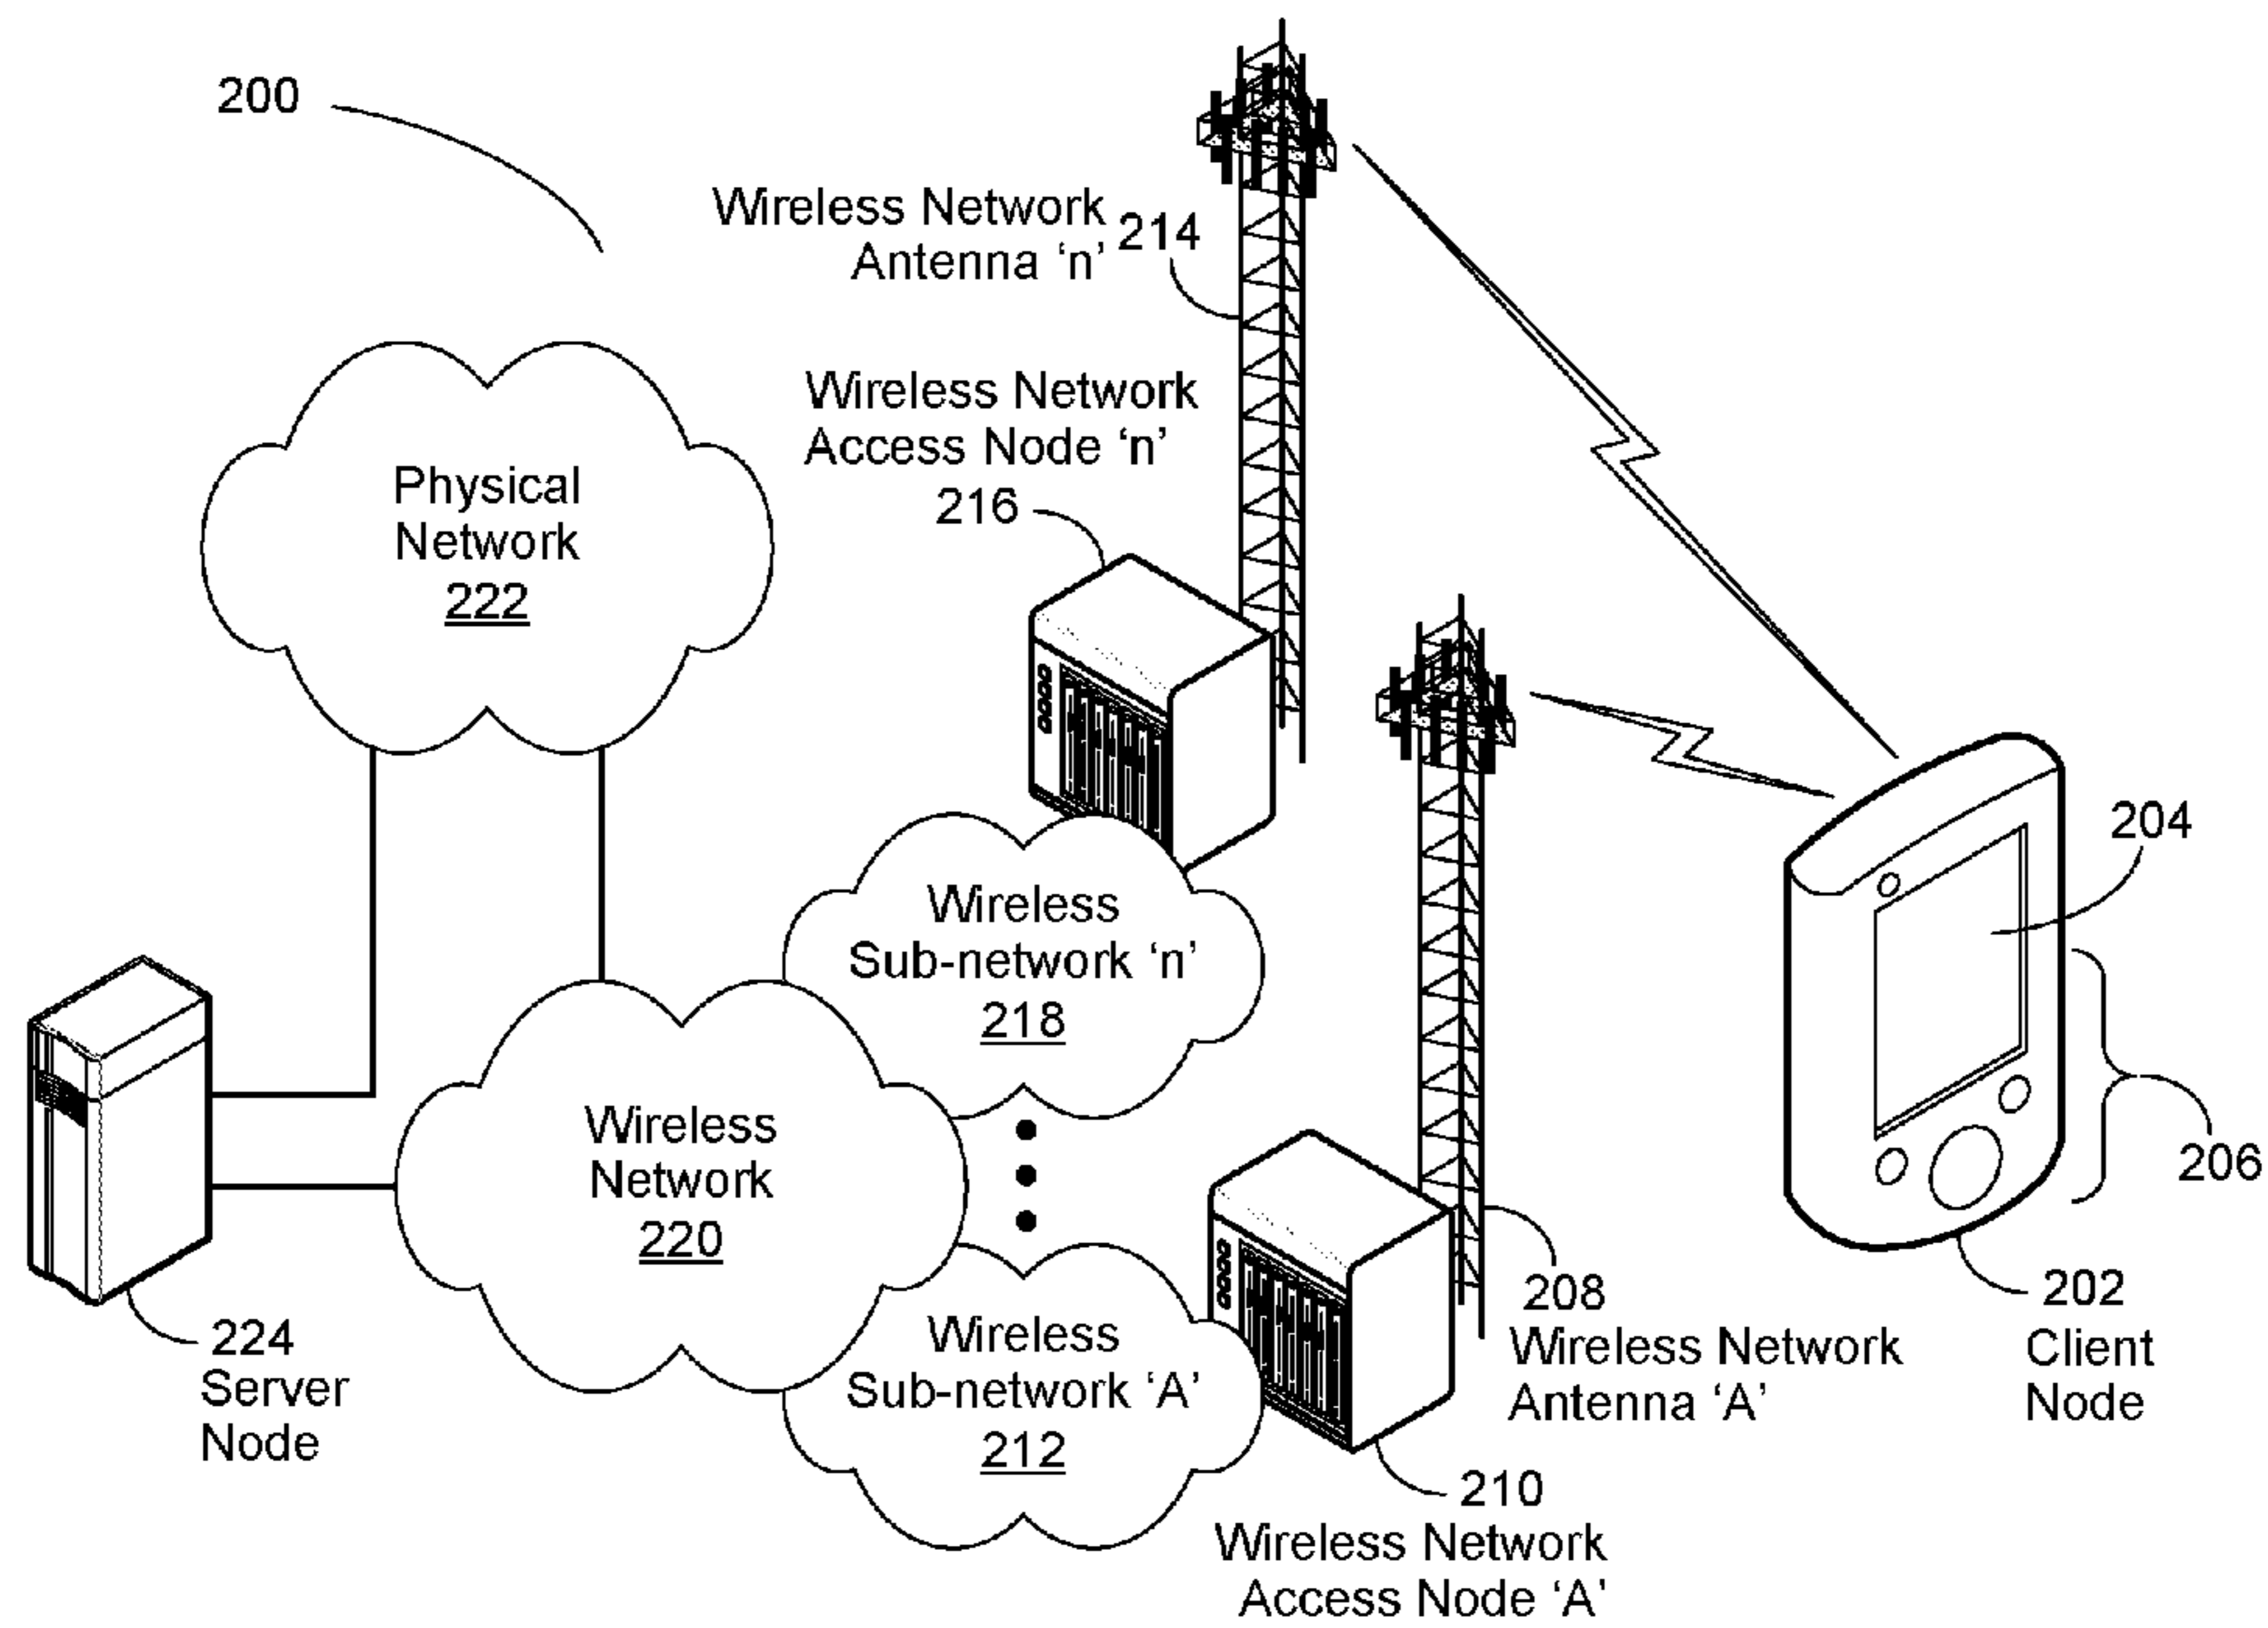 200
Wireless Network
Antenna ‘n’
214
Wireless Network
Access Node ‘n’
216
Physical
Network
222
204
Wireless
Sub-network ‘n’
218
206
Wireless
Network
220
224
Server
Node
Wireless
Sub-network ‘A’
212
208
Wireless Network
Antenna ‘A’
202
Client
Node
210
Wireless Network
Access Node ‘A’